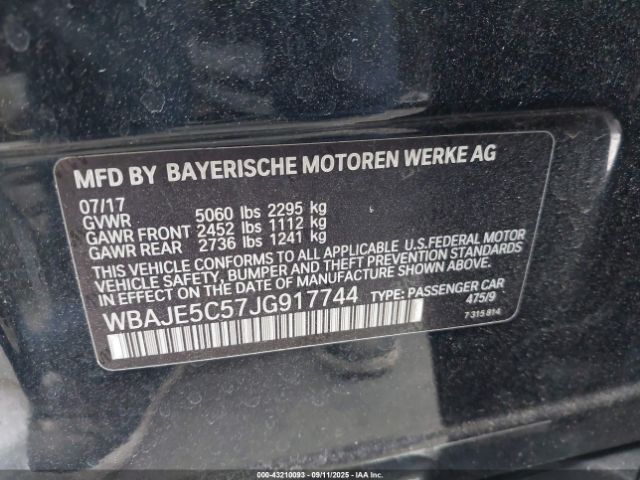 MFD BY BAYERISCHE MOTOREN WERKE AG
07/17
GVWR 5060 lbs 2295 kg
GAWR FRONT 2452 lbs 1112 kg
GAWR REAR 2736 lbs 1241 kg
THIS VEHICLE CONFORMS TO ALL APPLICABLE U.S.FEDERAL MOTOR
VEHICLE SAFETY, BUMPER AND THEFT PREVENTION STANDARDS
IN EFFECT ON THE DATE OF MANUFACTURE SHOWN ABOVE.
WBAJE5C57JG917744 TYPE: PASSENGER CAR
475/9
7 315 814
000-43210093 - 09/11/2025 - IAA Inc.